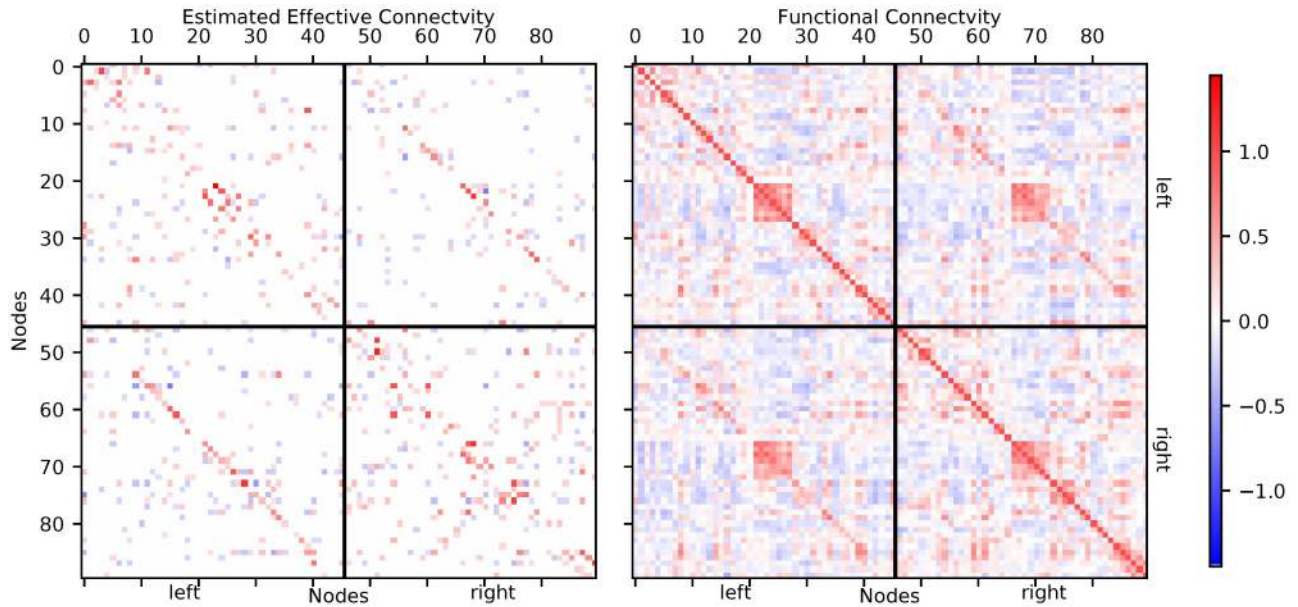 Estimated Effective Connectvity
Functional Connectvity
0 10 20 30 40 50 60 70 80
0 10 20 30 40 50 60 70 80
0
10
20
30
40
50
60
70
80
Nodes
left
right
1.0
0.5
0.0
−0.5
−1.0
left Nodes right
left Nodes right